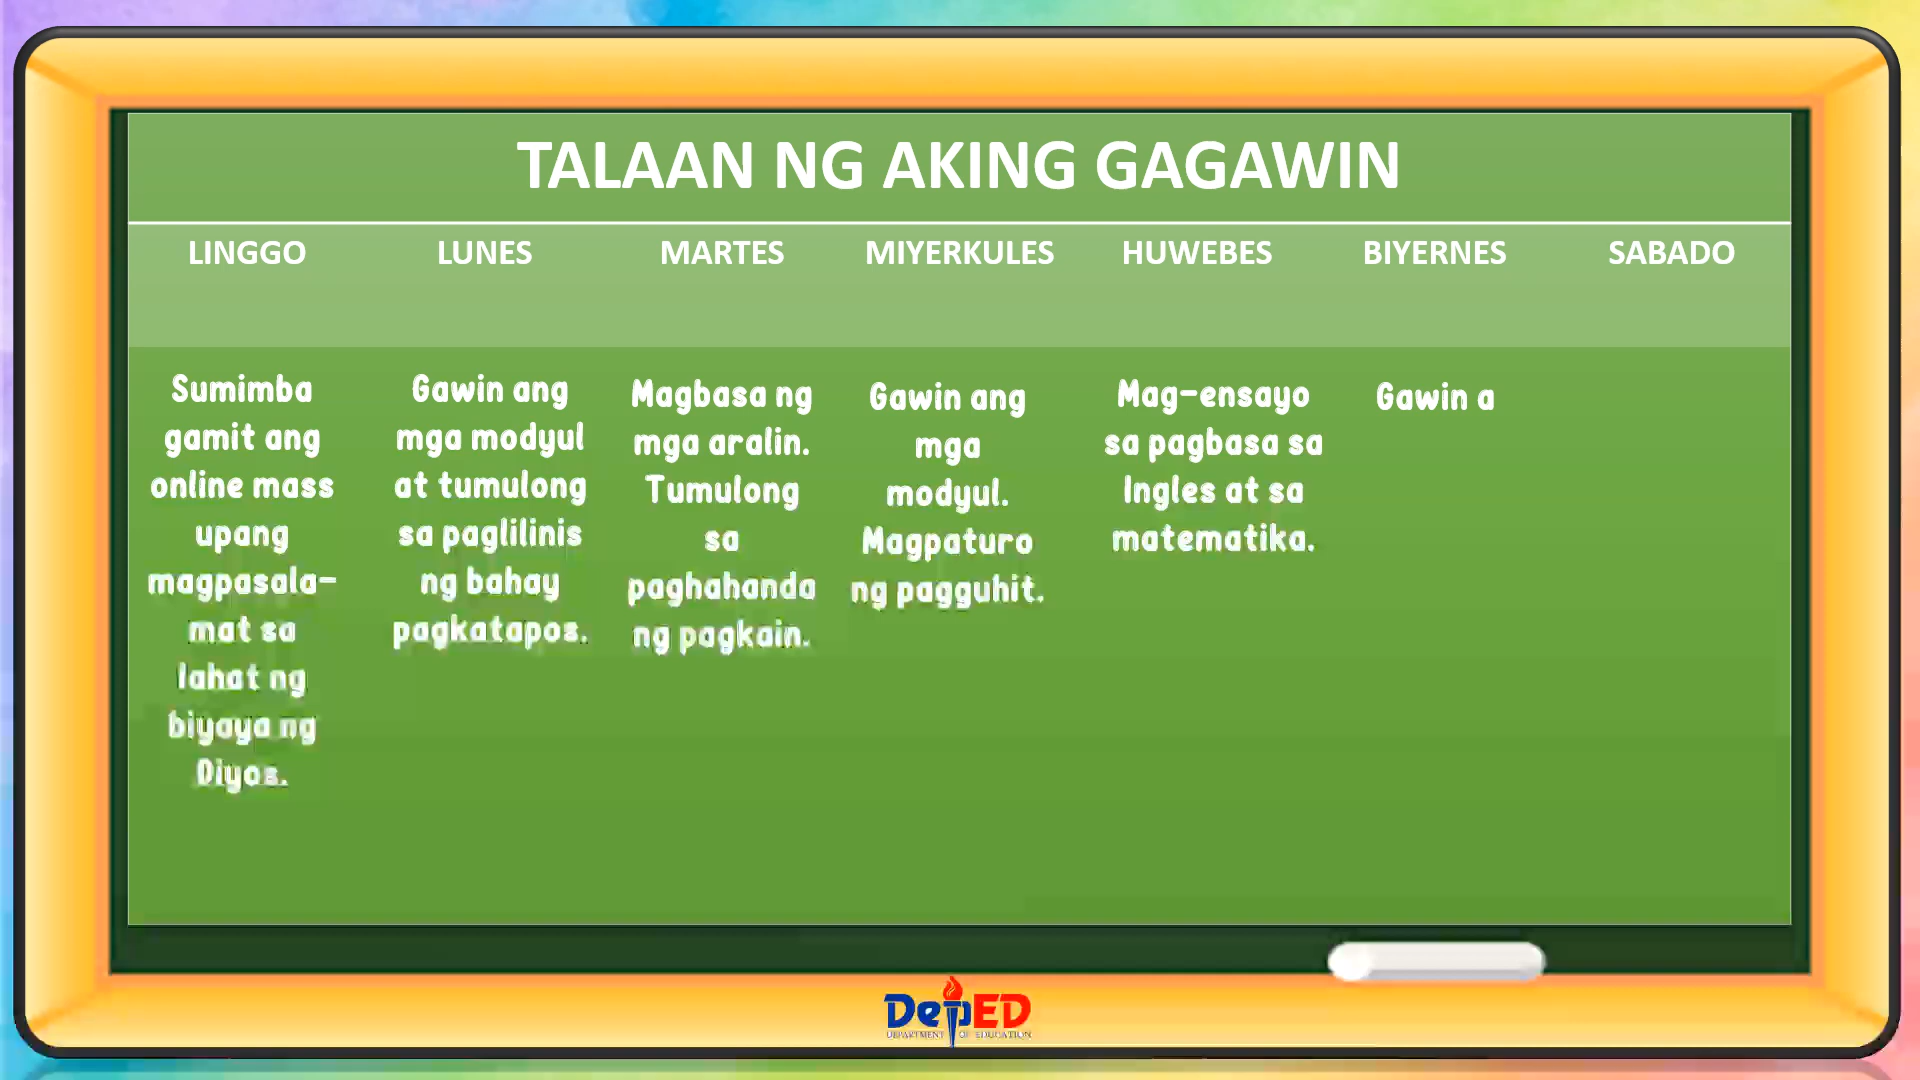 TALAAN NG AKING GAGAWIN
LINGGO
LUNES
MARTES
MIYERKULES
HUWEBES
BIYERNES
SABADO
Sumimba
gamit ang
online mass
upang
magpasala-
mat sa
lahat ng
biyaya ng
Diyos.
Gawin ang
mga modyul
at tumulong
sa paglilinis
ng bahay
pagkatapos.
Magbasa ng
mga aralin.
Tumulong
sa
paghahanda
ng pagkain.
Gawin ang
mga
modyul.
Magpaturo
ng pagguhit.
Mag-ensayo
sa pagbasa sa
Ingles at sa
matematika.
Gawin a
DepED
DEPARTMENT OF EDUCATION